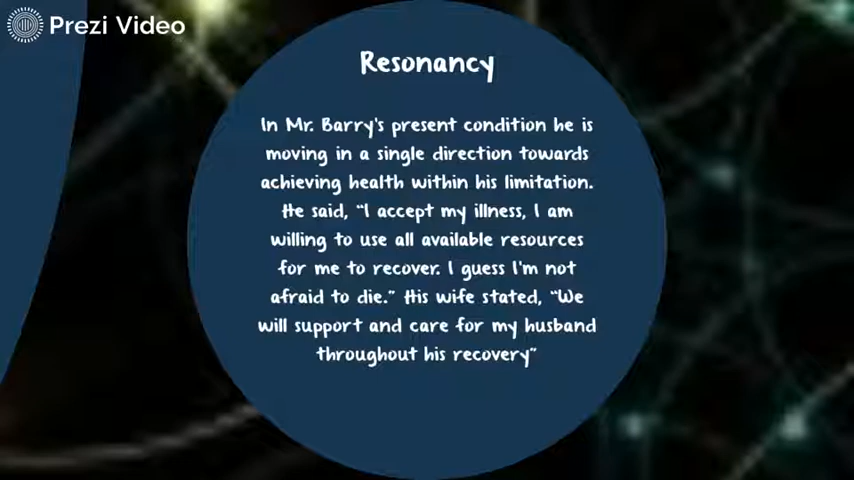 Prezi Video
Resonancy
In Mr. Barry's present condition he is
moving in a single direction towards
achieving health within his limitation.
He said, "I accept my illness, I am
willing to use all available resources
for me to recover. I guess I'm not
afraid to die." His wife stated, "We
will support and care for my husband
throughout his recovery"